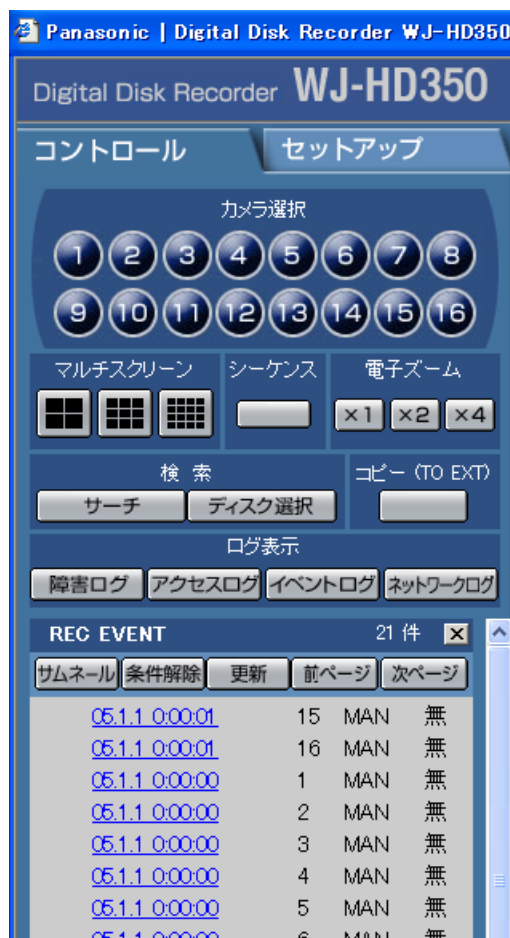 Panasonic | Digital Disk Recorder WJ-HD350
Digital Disk Recorder WJ-HD350
コントロール セットアップ
カメラ選択
1 2 3 4 5 6 7 8
9 10 11 12 13 14 15 16
マルチスクリーン シーケンス 電子ズーム
×1 ×2 ×4
検 索 コピー (TO EXT)
サーチ ディスク選択
ログ表示
障害ログ アクセスログ イベントログ ネットワークログ
REC EVENT 21 件
サムネール 条件解除 更新 前ページ 次ページ
05.1.1 0:00:01 15 MAN 無
05.1.1 0:00:01 16 MAN 無
05.1.1 0:00:00 1 MAN 無
05.1.1 0:00:00 2 MAN 無
05.1.1 0:00:00 3 MAN 無
05.1.1 0:00:00 4 MAN 無
05.1.1 0:00:00 5 MAN 無